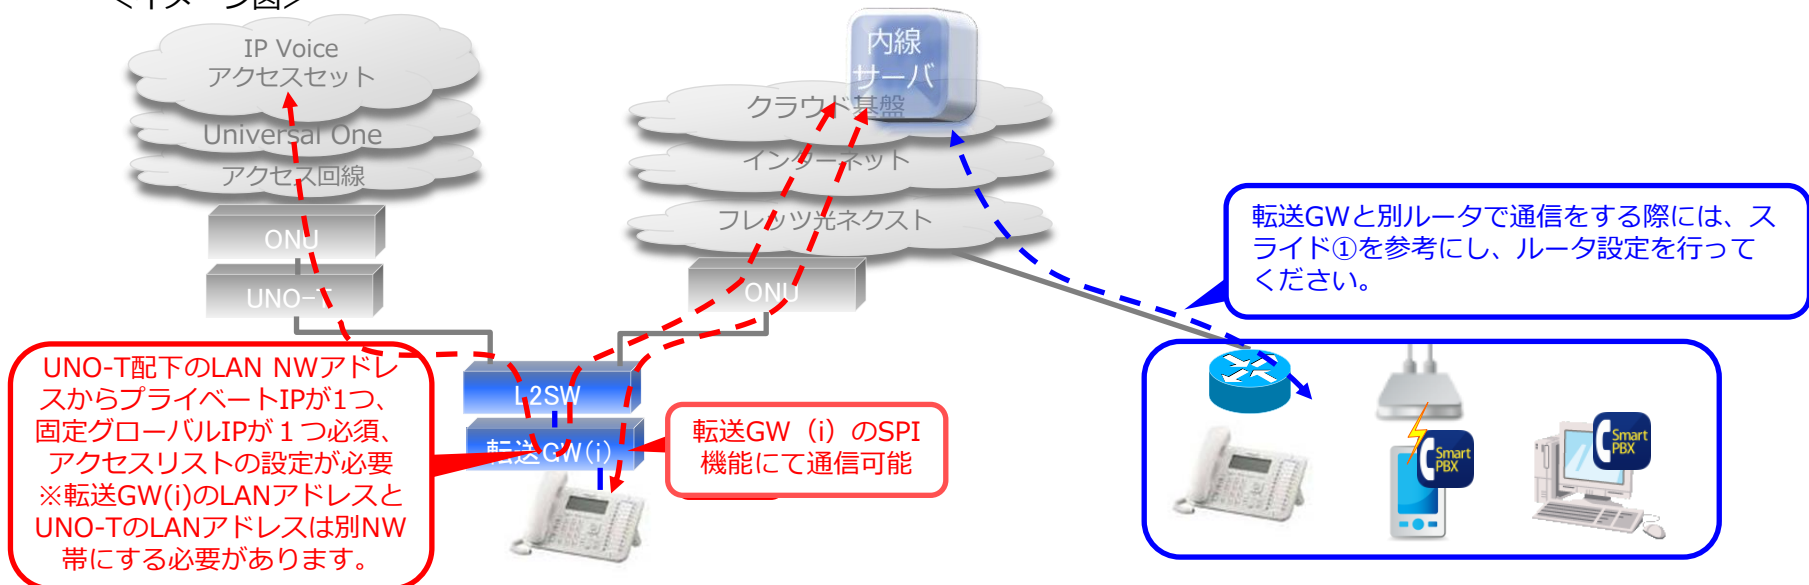 ＜イメージ図＞
IP Voice
アクセスセット
Universal One
アクセス回線
ONU
UNO-T
内線
サーバ
クラウド基盤
インターネット
フレッツ光ネクスト
ONU
転送GWと別ルータで通信をする際には、ス
ライド①を参考にし、ルータ設定を行って
ください。
UNO-T配下のLAN NWアドレ
スからプライベートIPが1つ、
固定グローバルIPが１つ必須、
アクセスリストの設定が必要
※転送GW(i)のLANアドレスと
UNO-TのLANアドレスは別NW
帯にする必要があります。
L2SW
転送GW(i)
転送GW（i）のSPI
機能にて通信可能
Smart
PBX
Smart
PBX